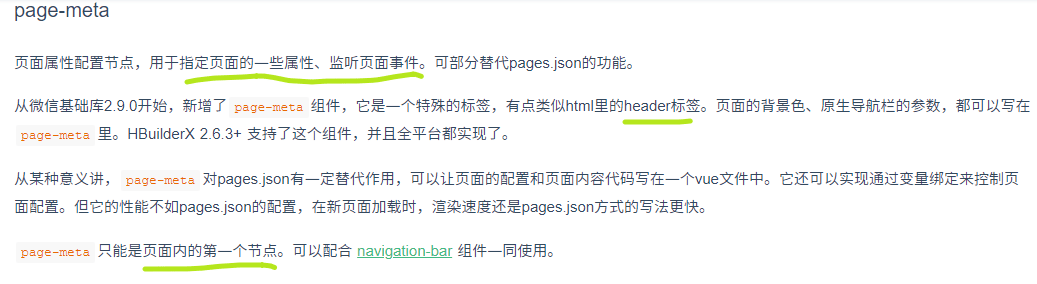 page-meta
页面属性配置节点，用于指定页面的一些属性、监听页面事件。可部分替代pages.json的功能。
从微信基础库2.9.0开始，新增了 page-meta 组件，它是一个特殊的标签，有点类似html里的header标签。页面的背景色、原生导航栏的参数，都可以写在
page-meta 里。HBuilderX 2.6.3+ 支持了这个组件，并且全平台都实现了。
从某种意义讲， page-meta 对pages.json有一定替代作用，可以让页面的配置和页面内容代码写在一个vue文件中。它还可以实现通过变量绑定来控制页
面配置。但它的性能不如pages.json的配置，在新页面加载时，渲染速度还是pages.json方式的写法更快。
page-meta 只能是页面内的第一个节点。可以配合 navigation-bar 组件一同使用。